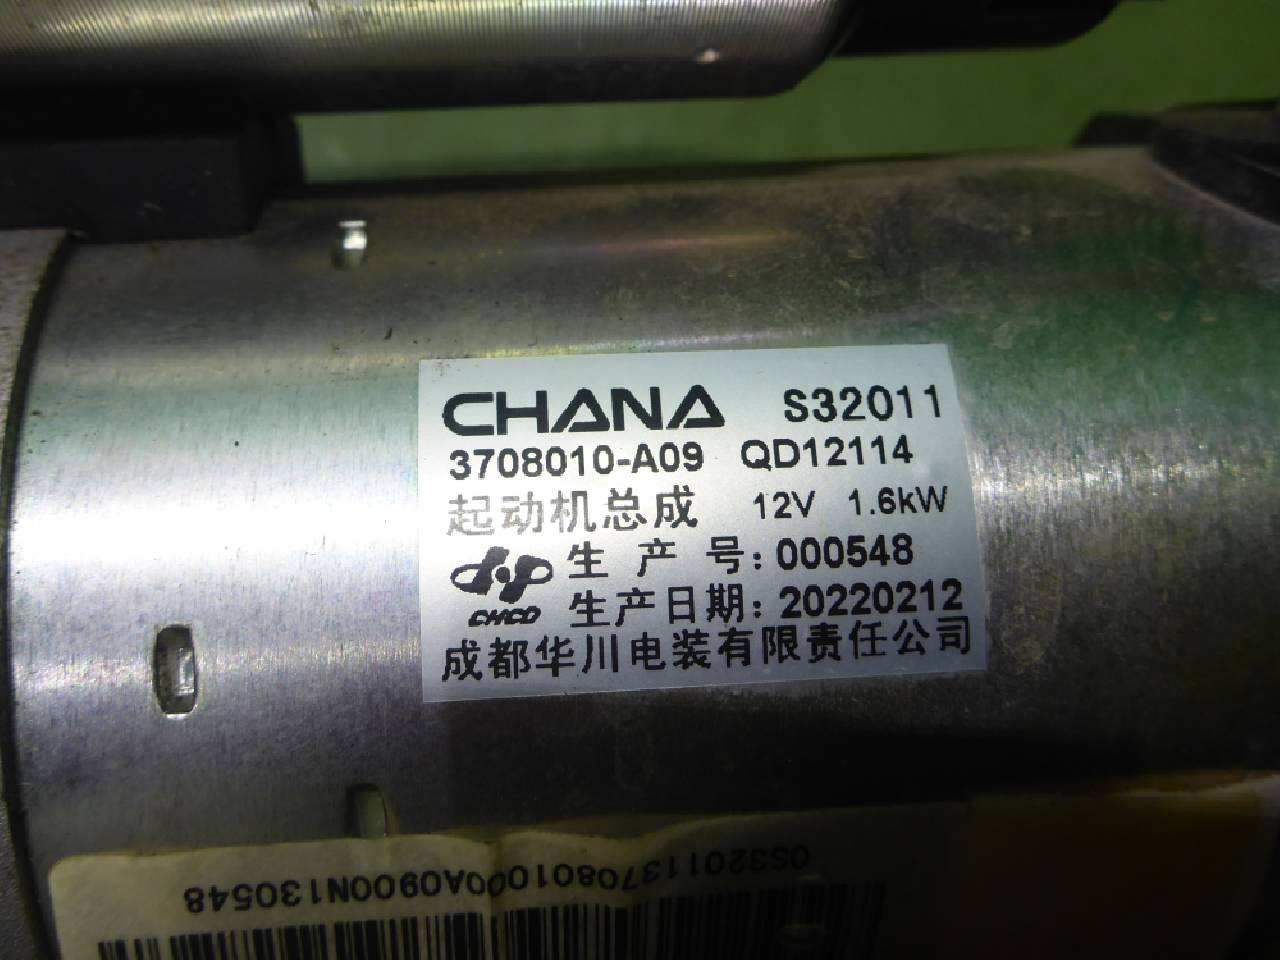 CHANA S32011
3708010-A09 QD12114
起动机总成 12V 1.6kW
生产号:000548
CHCD 生产日期:20220212
成都华川电装有限责任公司
0S320113708010000A0900N130548